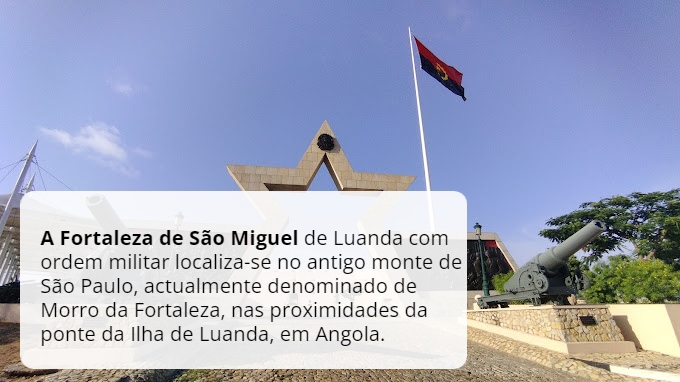 A Fortaleza de São Miguel de Luanda com
ordem militar localiza-se no antigo monte de
São Paulo, actualmente denominado de
Morro da Fortaleza, nas proximidades da
ponte da Ilha de Luanda, em Angola.